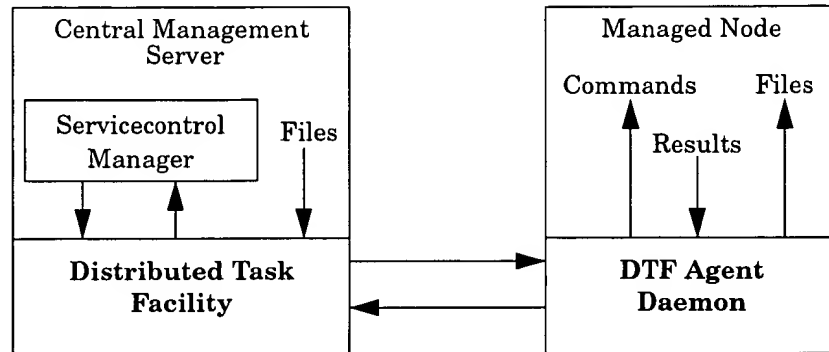 Central Management
Server
Servicecontrol
Manager
Files
Distributed Task
Facility
Managed Node
Commands
Files
Results
DTF Agent
Daemon